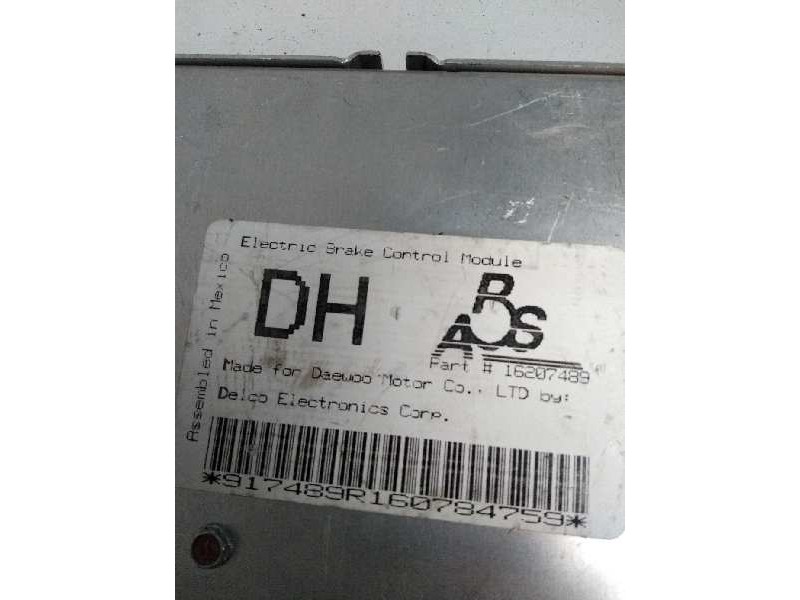 Electric Brake Control Module
DH
ABS
Part # 16207489
Made for Daewoo Motor Co., LTD by:
Delco Electronics Corp.
*917489R160784759*
Assembled in Mexico